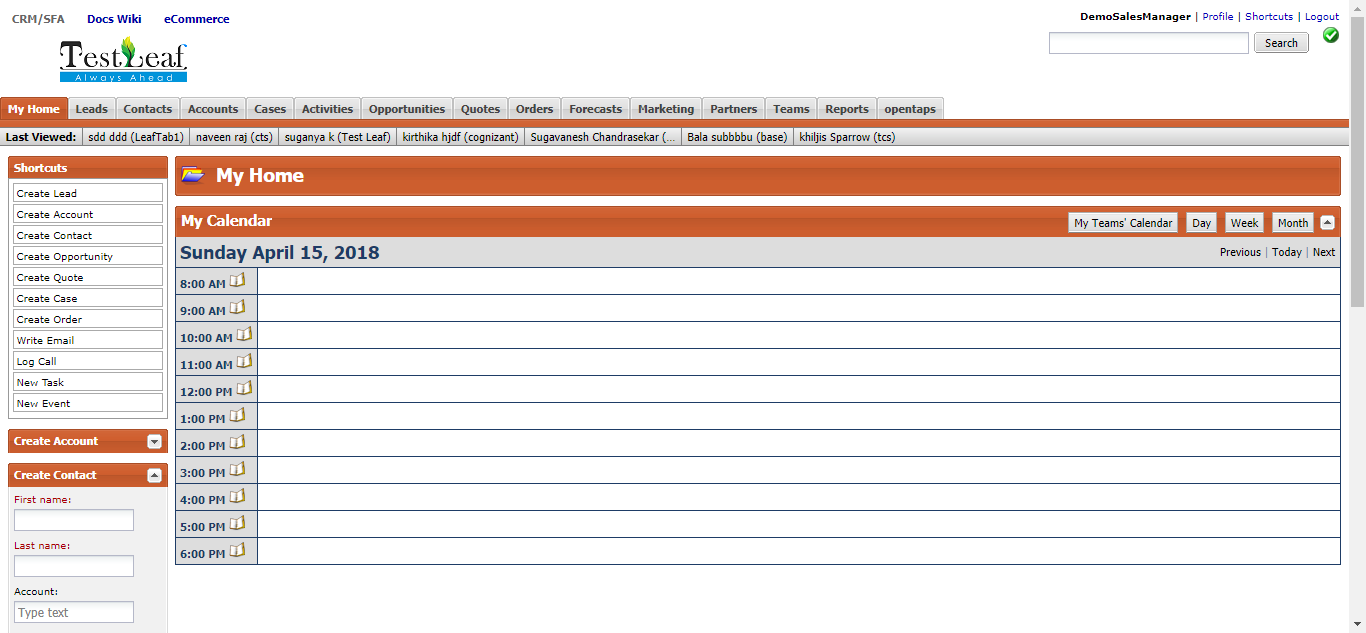 CRM/SFA Docs Wiki eCommerce
DemoSalesManager | Profile | Shortcuts | Logout
TestLeaf
Always Ahead
Search
My Home Leads Contacts Accounts Cases Activities Opportunities Quotes Orders Forecasts Marketing Partners Teams Reports opentaps
Last Viewed: sdd ddd (LeafTab1) naveen raj (cts) suganya k (Test Leaf) kirthika hjdf (cognizant) Sugavanesh Chandrasekar (... Bala subbbbu (base) khiljis Sparrow (tcs)
Shortcuts
Create Lead
Create Account
Create Contact
Create Opportunity
Create Quote
Create Case
Create Order
Write Email
Log Call
New Task
New Event
Create Account
Create Contact
First name:
Last name:
Account:
Type text
My Home
My Calendar My Teams' Calendar Day Week Month
Sunday April 15, 2018 Previous | Today | Next
8:00 AM
9:00 AM
10:00 AM
11:00 AM
12:00 PM
1:00 PM
2:00 PM
3:00 PM
4:00 PM
5:00 PM
6:00 PM